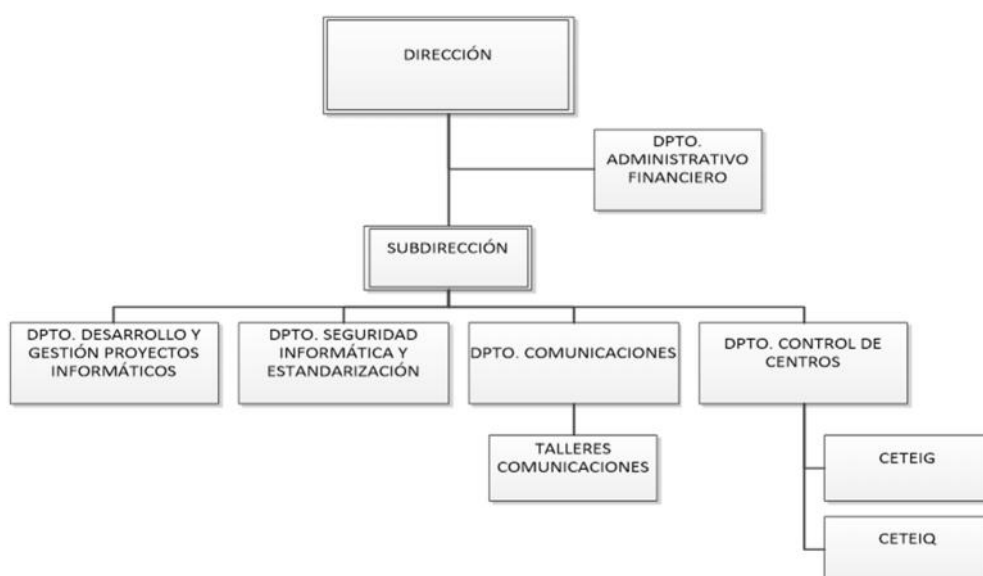 DIRECCIÓN
DPTO.
ADMINISTRATIVO
FINANCIERO
SUBDIRECCIÓN
DPTO. DESARROLLO Y
GESTIÓN PROYECTOS
INFORMÁTICOS
DPTO. SEGURIDAD
INFORMÁTICA Y
ESTANDARIZACIÓN
DPTO. COMUNICACIONES
DPTO. CONTROL DE
CENTROS
TALLERES
COMUNICACIONES
CETEIG
CETEIQ